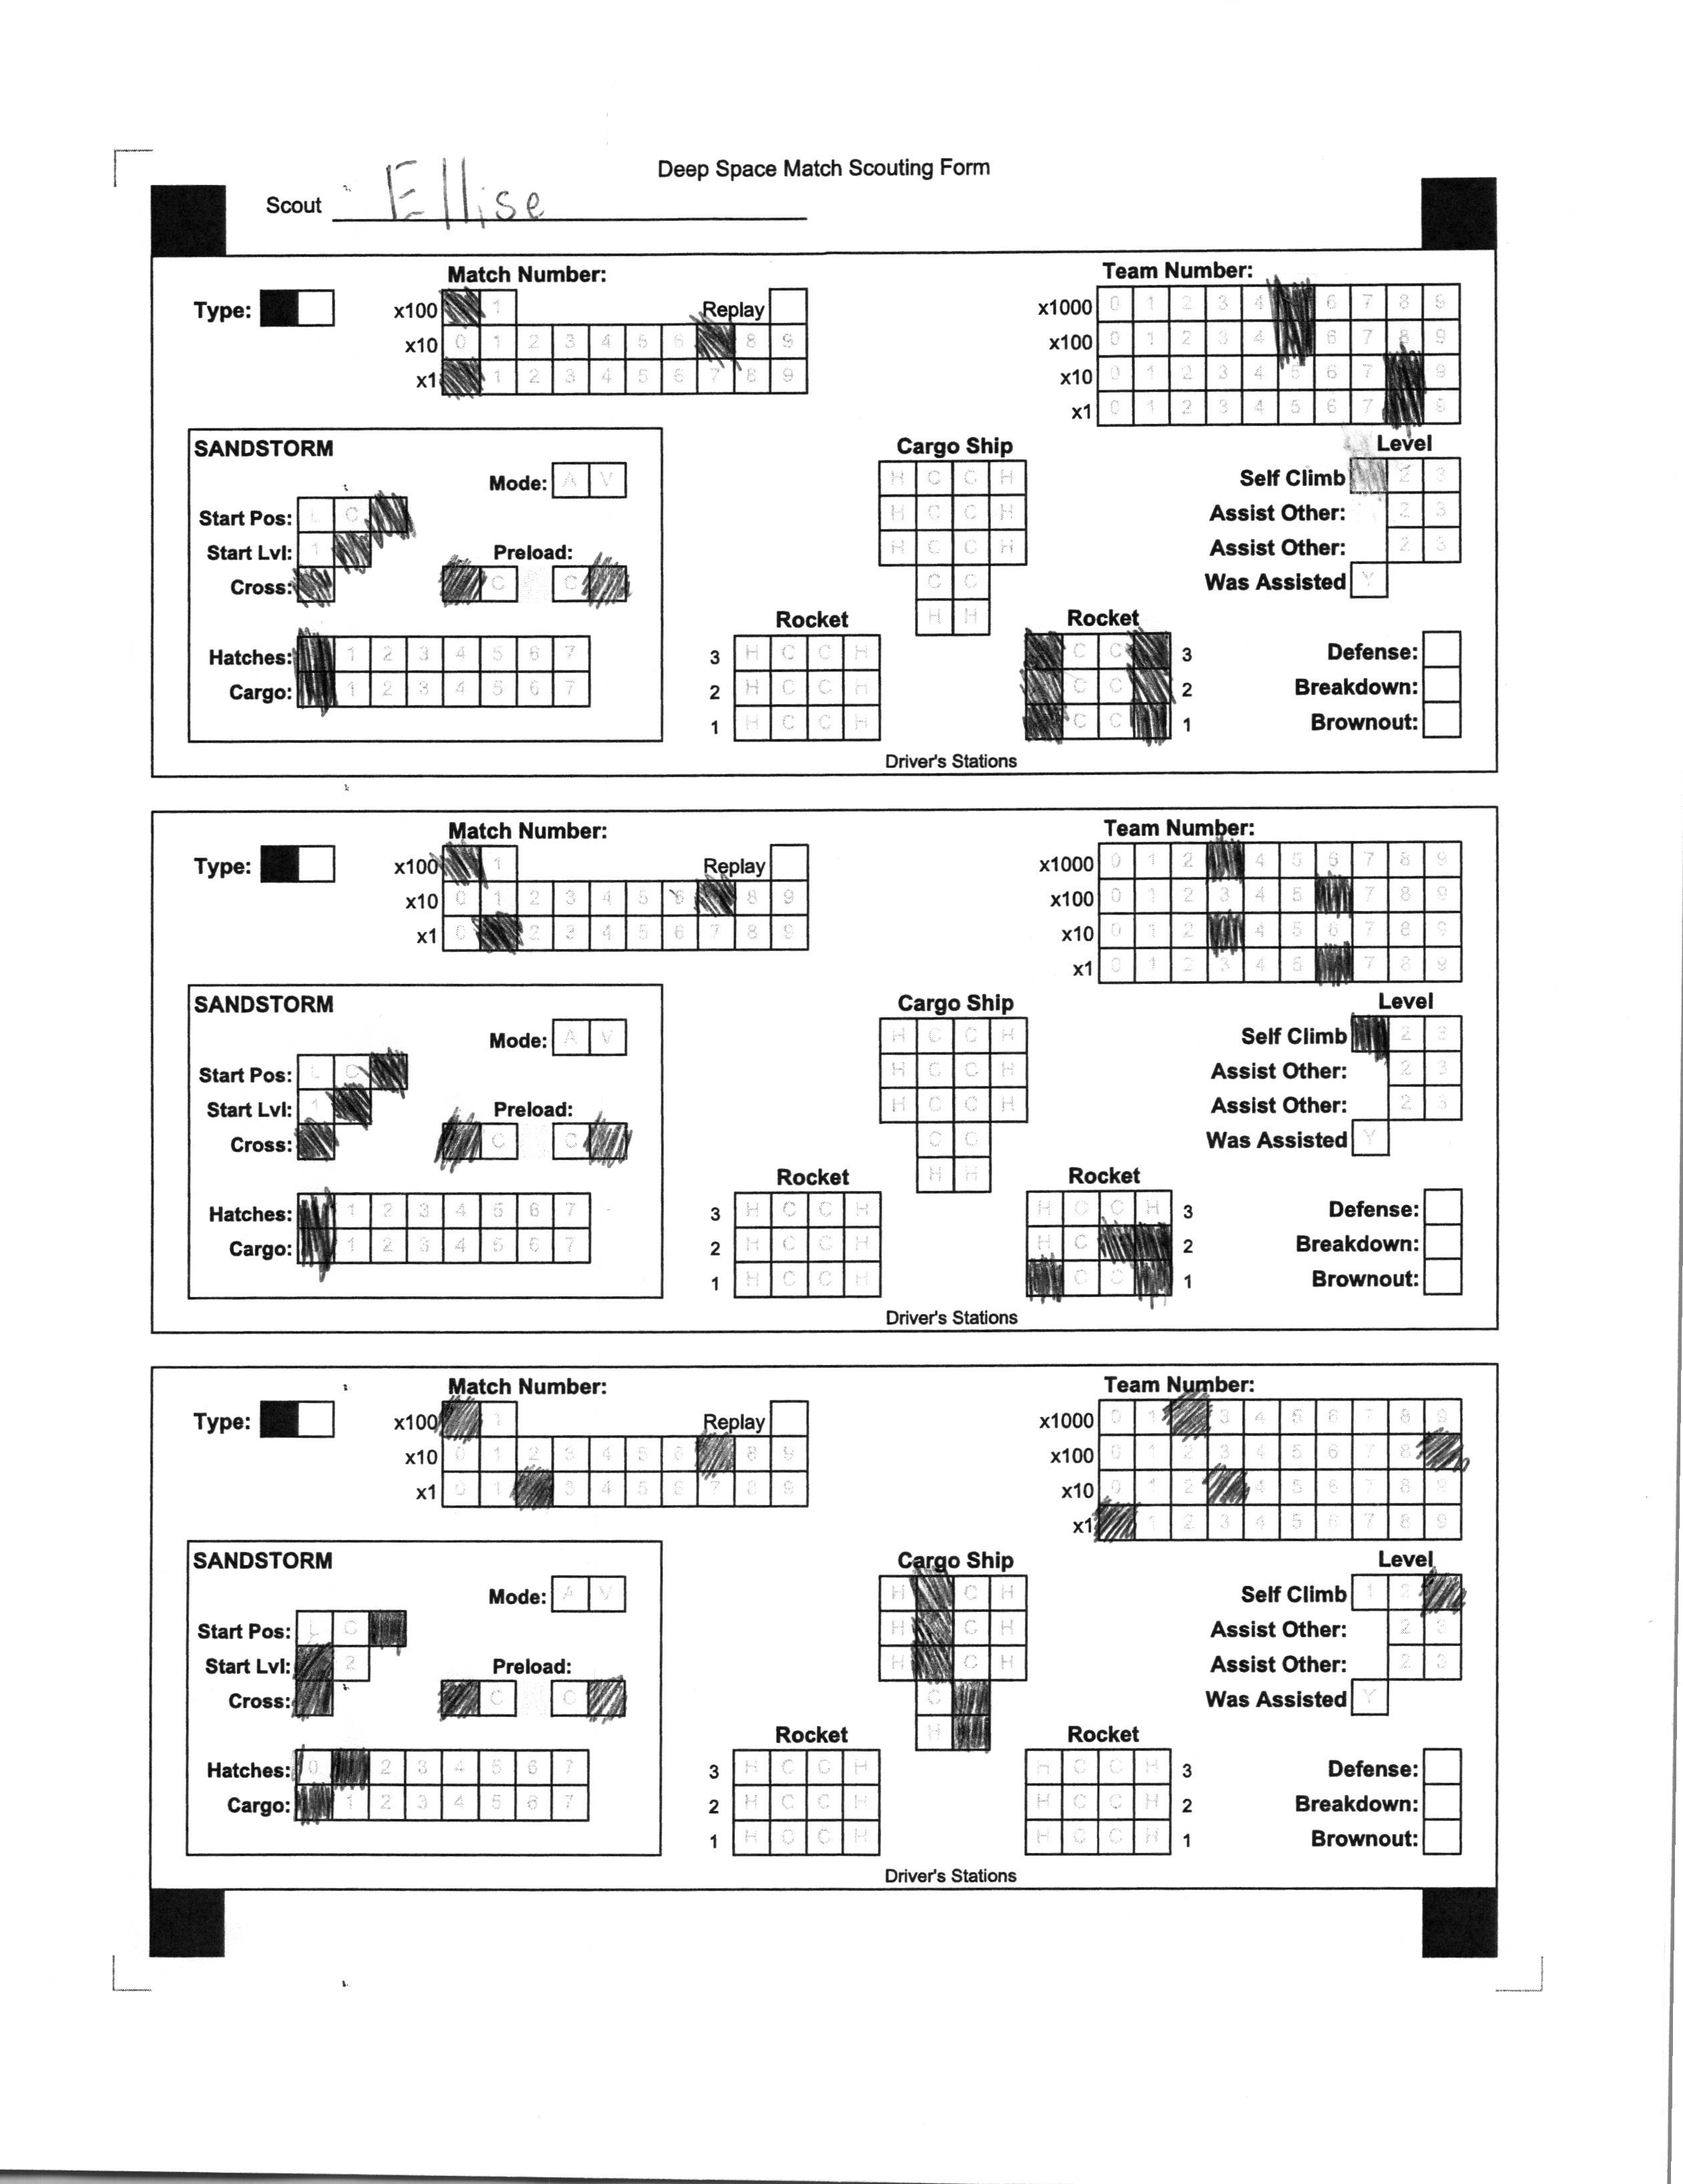 Deep Space Match Scouting Form
Scout Ellise
Match Number: Team Number:
Type: x100 1 Replay x1000 0 1 2 3 4 6 7 8 9
x10 0 1 2 3 4 5 6 8 9 x100 0 1 2 3 4 6 7 8 9
x1 1 2 3 4 5 6 7 8 9 x10 0 1 2 3 4 5 6 7 9
x1 0 1 2 3 4 5 6 7 9
SANDSTORM Cargo Ship Level
Mode: A V H C C H Self Climb 2 3
Start Pos: L C H C C H Assist Other: 2 3
Start Lvl: 1 Preload: H C C H Assist Other: 2 3
Cross: C C C C Was Assisted Y
Rocket H H Rocket
Hatches: 1 2 3 4 5 6 7 3 H C C H C C 3 Defense:
Cargo: 1 2 3 4 5 6 7 2 H C C H C C 2 Breakdown:
1 H C C H C C 1 Brownout:
Driver's Stations
Match Number: Team Number:
Type: x100 1 Replay x1000 0 1 2 4 5 6 7 8 9
x10 0 1 2 3 4 5 6 8 9 x100 0 1 2 3 4 5 7 8 9
x1 0 2 3 4 5 6 7 8 9 x10 0 1 2 4 5 6 7 8 9
x1 0 1 2 3 4 5 7 8 9
SANDSTORM Cargo Ship Level
Mode: A V H C C H Self Climb 2 3
Start Pos: L C H C C H Assist Other: 2 3
Start Lvl: 1 Preload: H C C H Assist Other: 2 3
Cross: C C C C Was Assisted Y
Rocket H H Rocket
Hatches: 1 2 3 4 5 6 7 3 H C C H H C C H 3 Defense:
Cargo: 1 2 3 4 5 6 7 2 H C C H H C 2 Breakdown:
1 H C C H C C 1 Brownout:
Driver's Stations
Match Number: Team Number:
Type: x100 1 Replay x1000 0 1 3 4 5 6 7 8 9
x10 0 1 2 3 4 5 6 8 9 x100 0 1 2 3 4 5 6 7 8
x1 0 1 3 4 5 6 7 8 9 x10 0 1 2 4 5 6 7 8 9
x1 1 2 3 4 5 6 7 8 9
SANDSTORM Cargo Ship Level
Mode: A V H C H Self Climb 1 2
Start Pos: L C H C H Assist Other: 2 3
Start Lvl: 2 Preload: H C H Assist Other: 2 3
Cross: C C C Was Assisted Y
Rocket H Rocket
Hatches: 0 2 3 4 5 6 7 3 H C C H H C C H 3 Defense:
Cargo: 1 2 3 4 5 6 7 2 H C C H H C C H 2 Breakdown:
1 H C C H H C C H 1 Brownout:
Driver's Stations